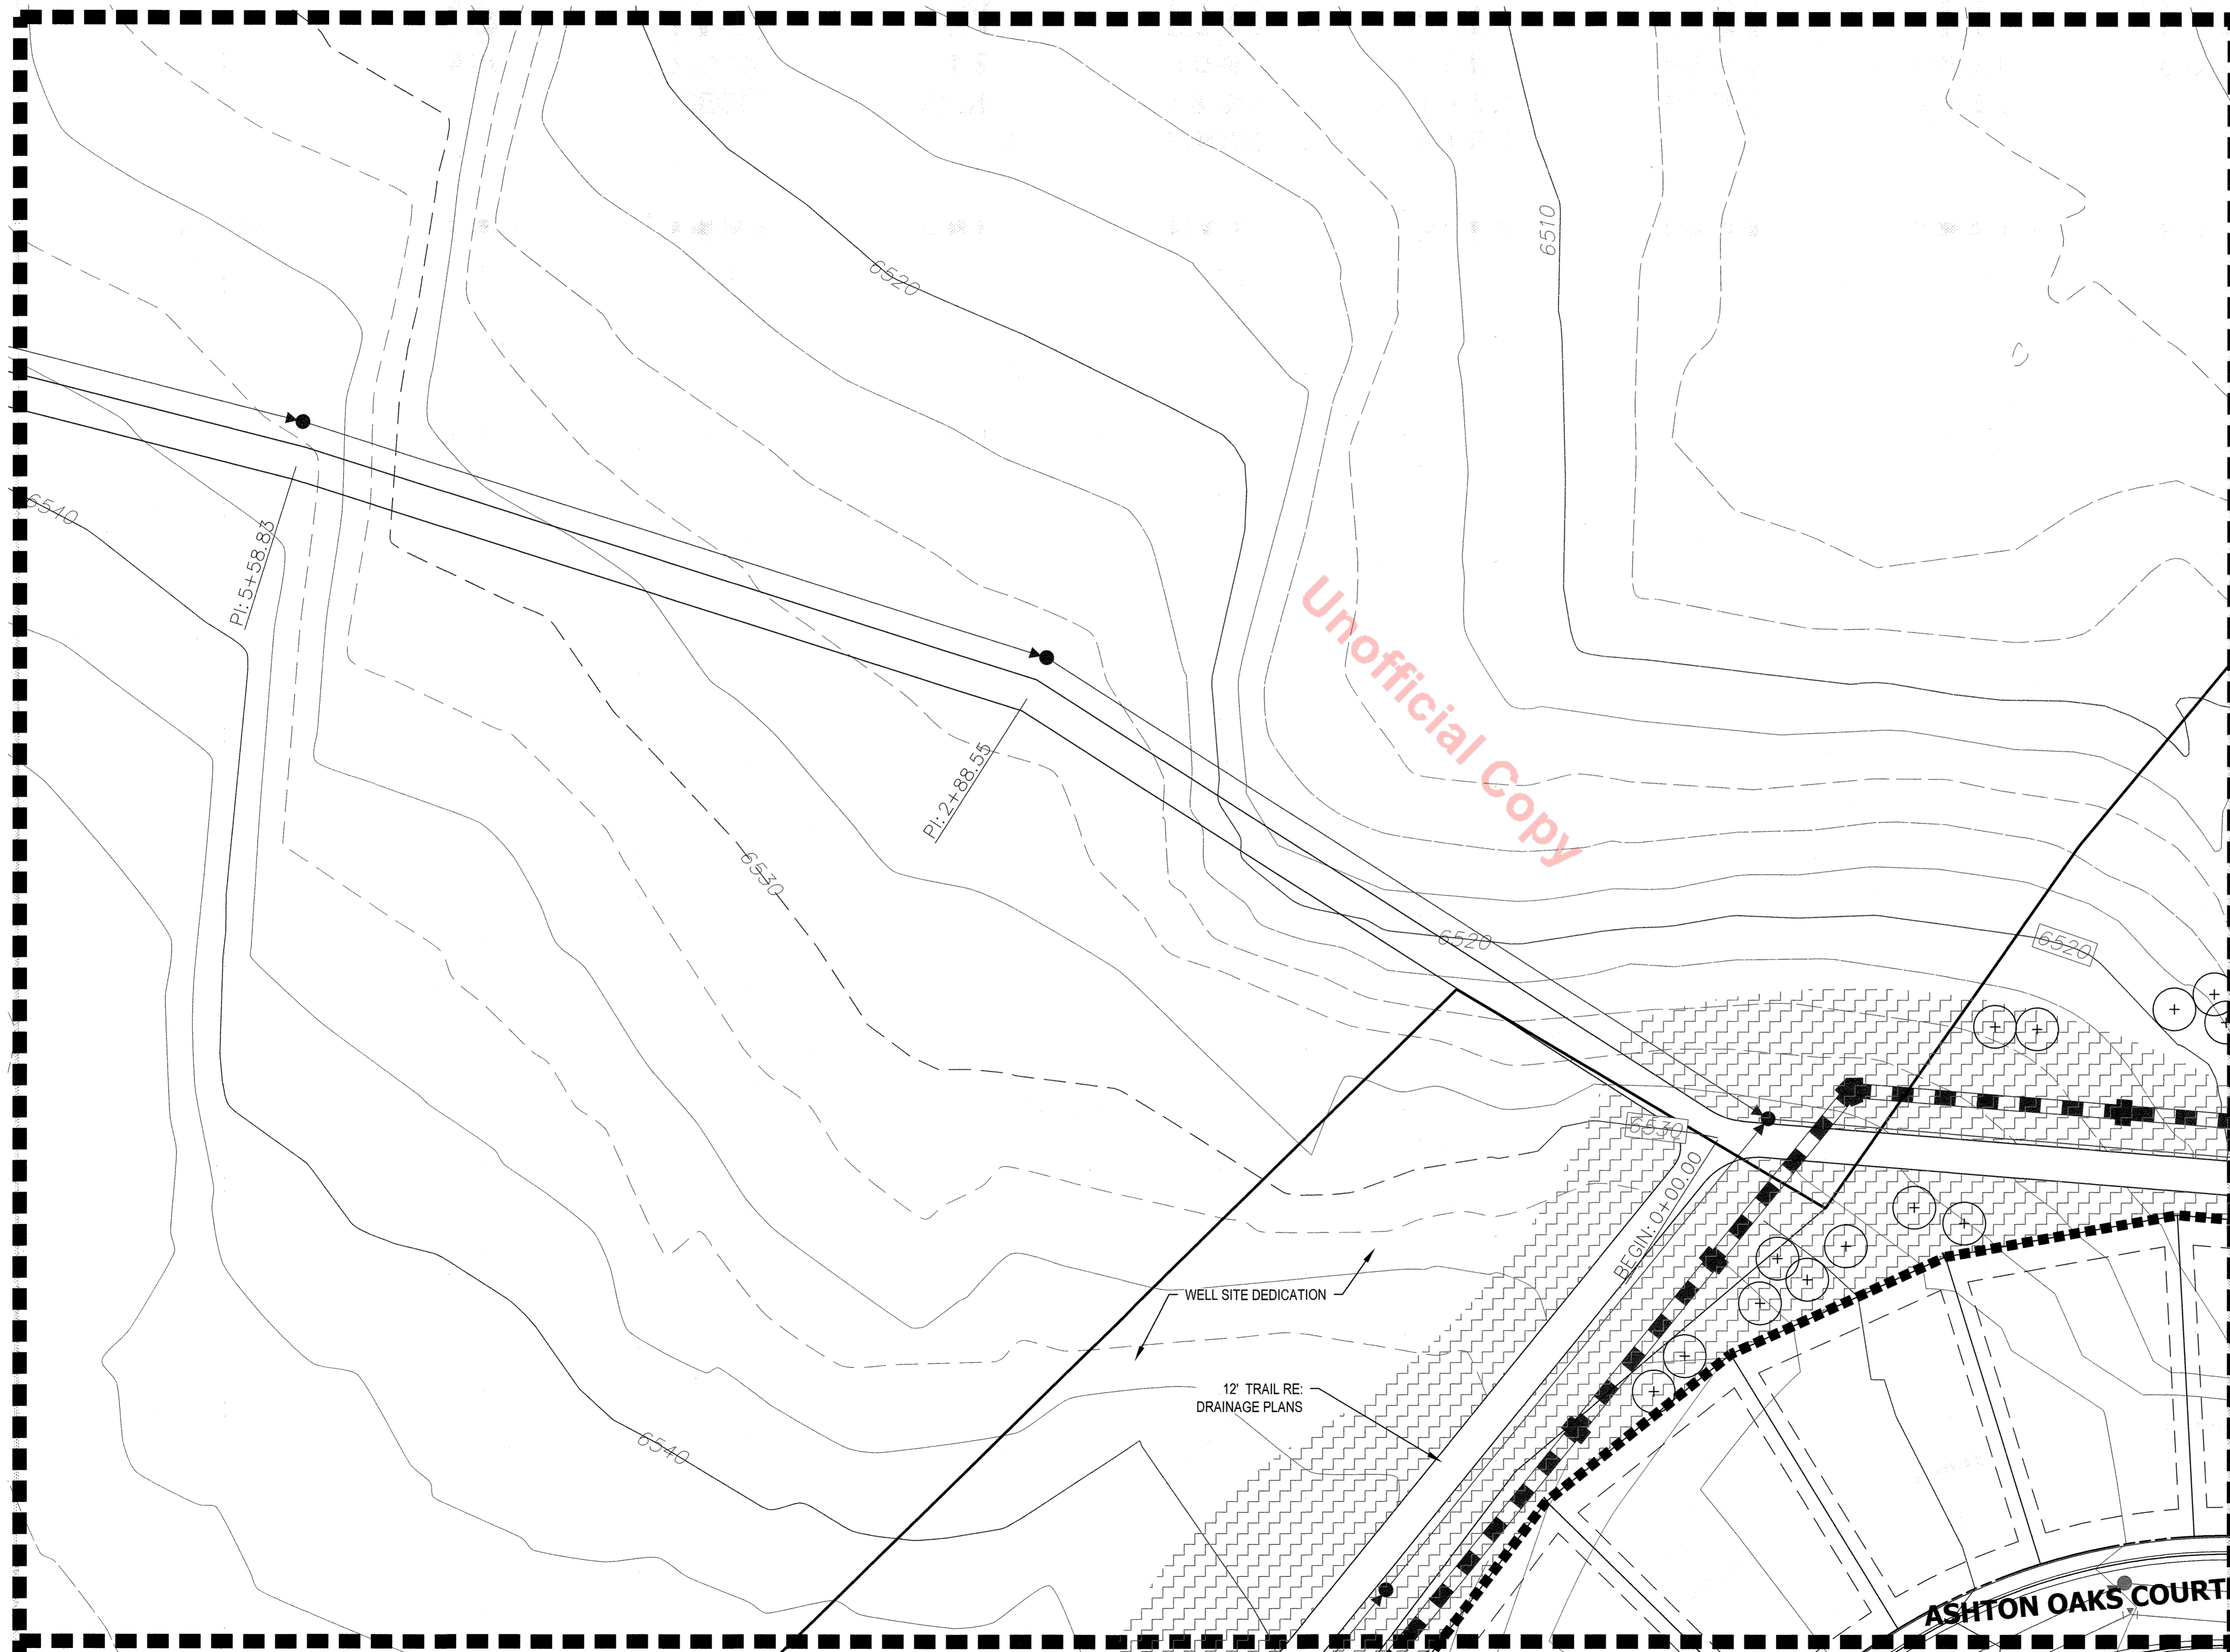 6510
6520
6540
PI: 5+58.83
Unofficial Copy
PI: 2+88.55
6530
6520
6520
6530
BEGIN: 0+00.00
WELL SITE DEDICATION
12' TRAIL RE:
DRAINAGE PLANS
6540
ASHTON OAKS COURT